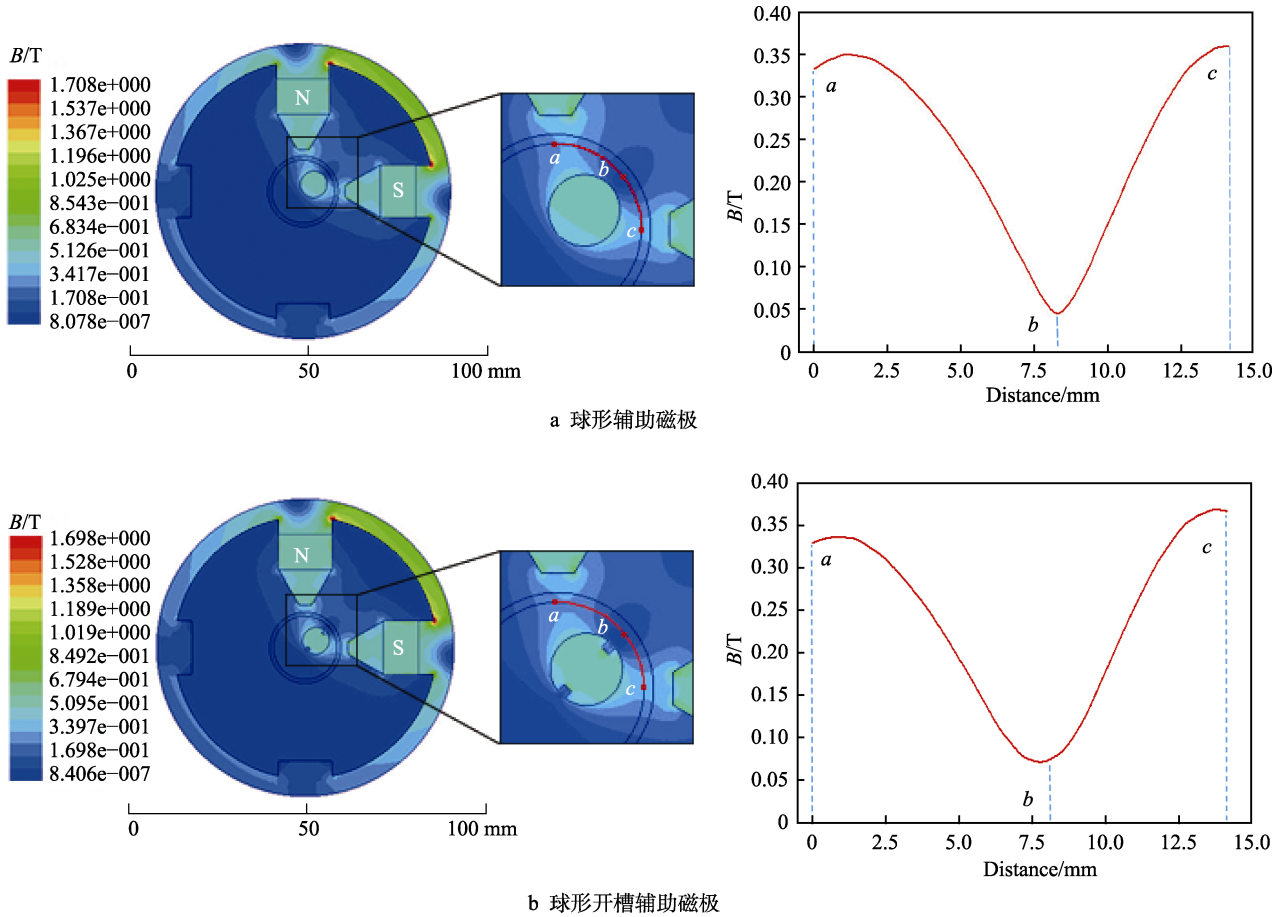 B/T
1.708e+000
1.537e+000
1.367e+000
1.196e+000
1.025e+000
8.543e−001
6.834e−001
5.126e−001
3.417e−001
1.708e−001
8.078e−007
N
S
a
b
c
0
50
100 mm
0.40
0.35
0.30
0.25
0.20
0.15
0.10
0.05
0
B/T
a
b
c
0 2.5 5.0 7.5 10.0 12.5 15.0
Distance/mm
a 球形辅助磁极
B/T
1.698e+000
1.528e+000
1.358e+000
1.189e+000
1.019e+000
8.492e−001
6.794e−001
5.095e−001
3.397e−001
1.698e−001
8.406e−007
N
S
a
b
c
0
50
100 mm
0.40
0.35
0.30
0.25
0.20
0.15
0.10
0.05
0
B/T
a
b
c
0 2.5 5.0 7.5 10.0 12.5 15.0
Distance/mm
b 球形开槽辅助磁极